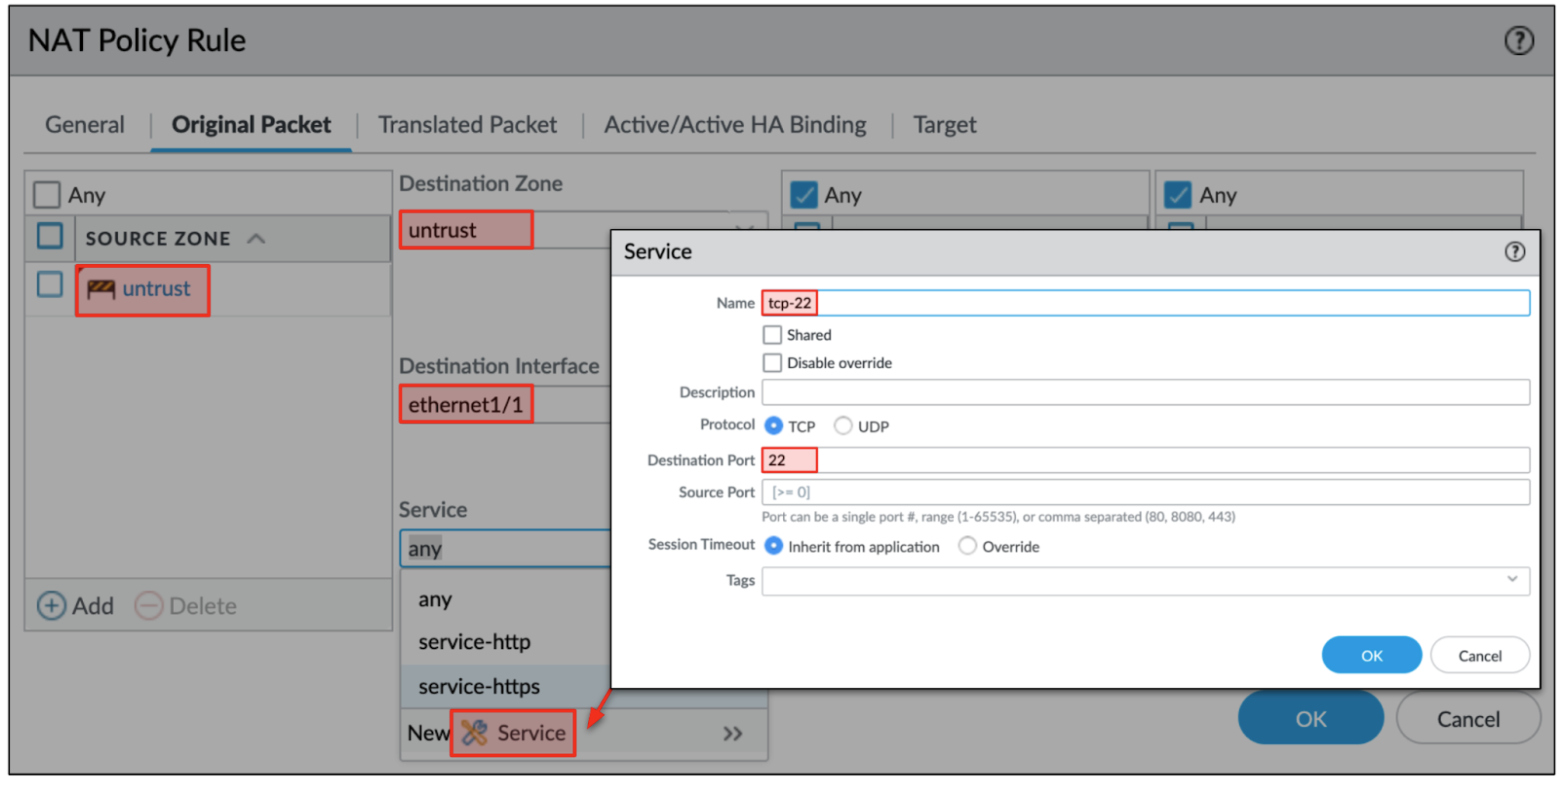 NAT Policy Rule
General
Original Packet
Translated Packet
Active/Active HA Binding
Target
Any
SOURCE ZONE
untrust
Add
Delete
Destination Zone
untrust
Destination Interface
ethernet1/1
Service
any
any
service-http
service-https
New Service
Any
Any
Service
Name tcp-22
Shared
Disable override
Description
Protocol TCP UDP
Destination Port 22
Source Port [>= 0]
Port can be a single port #, range (1-65535), or comma separated (80, 8080, 443)
Session Timeout Inherit from application Override
Tags
OK Cancel
OK Cancel